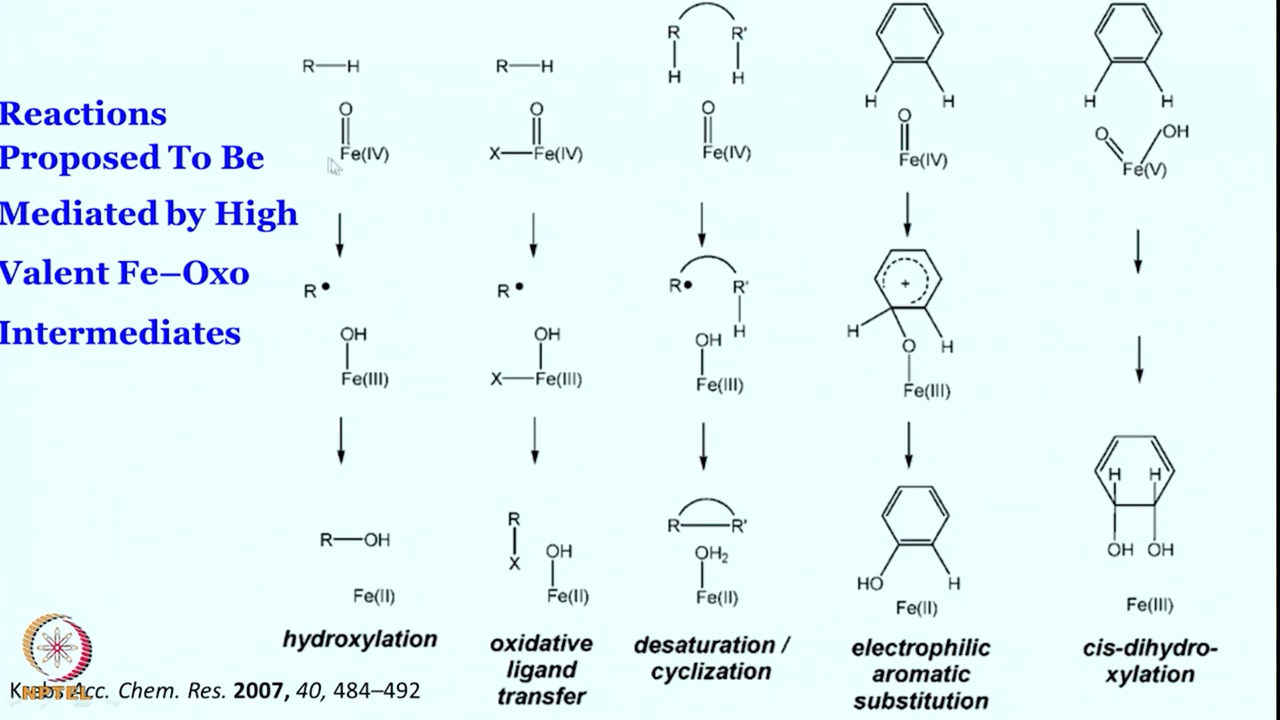 Reactions
Proposed To Be
Mediated by High
Valent Fe–Oxo
Intermediates
R—H
O
Fe(IV)
R•
OH
Fe(III)
R—OH
Fe(II)
hydroxylation
R—H
O
X—Fe(IV)
R•
OH
X—Fe(III)
R
X
OH
Fe(II)
oxidative
ligand
transfer
R R'
H H
O
Fe(IV)
R• R'
H
OH
Fe(III)
R—R'
OH2
Fe(II)
desaturation /
cyclization
H H
O
Fe(IV)
+
H
O H
Fe(III)
HO H
Fe(II)
electrophilic
aromatic
substitution
H H
O OH
Fe(V)
H H
OH OH
Fe(III)
cis-dihydro-
xylation
Acc. Chem. Res. 2007, 40, 484–492
NPTEL